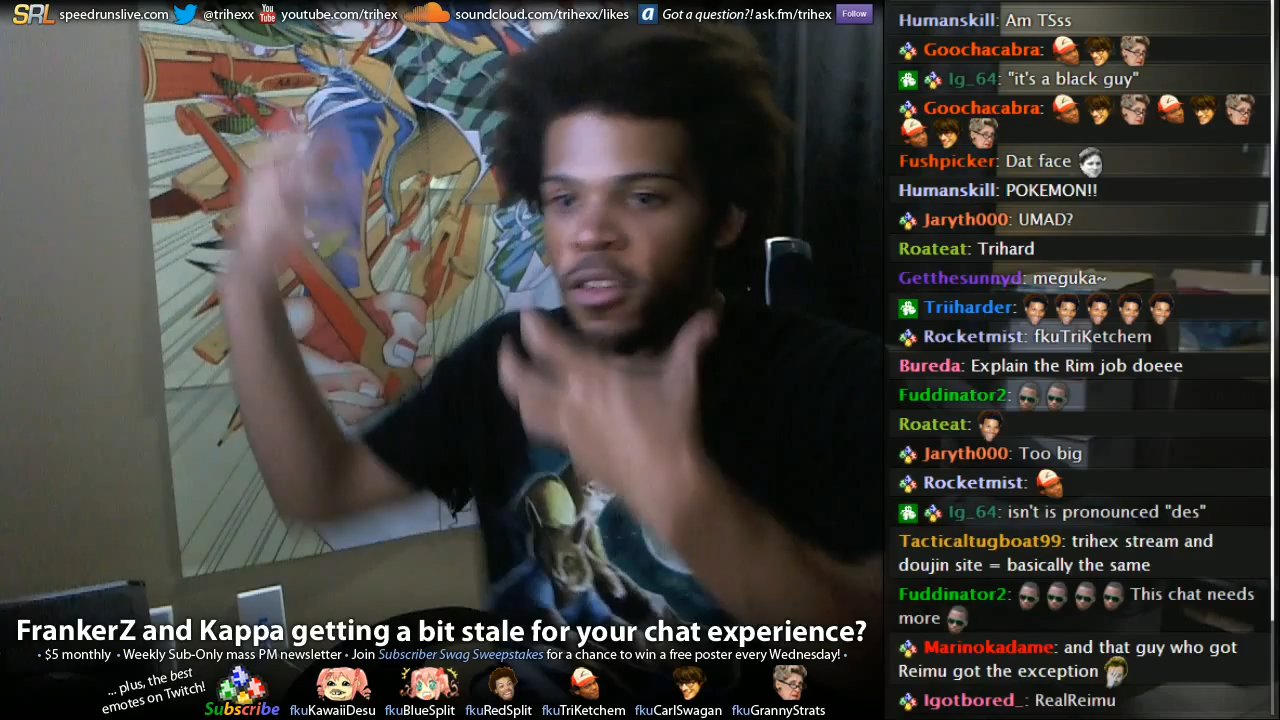 SRL speedrunslive.com @trihexx You Tube youtube.com/trihex soundcloud.com/trihexx/likes a Got a question?! ask.fm/trihex Follow
Humanskill: Am TSss
Goochacabra:
Ig_64: "it's a black guy"
Goochacabra:
Fushpicker: Dat face
Humanskill: POKEMON!!
Jaryth000: UMAD?
Roateat: Trihard
Getthesunnyd: meguka~
Triiharder:
Rocketmist: fkuTriKetchem
Bureda: Explain the Rim job doeee
Fuddinator2:
Roateat:
Jaryth000: Too big
Rocketmist:
Ig_64: isn't is pronounced "des"
Tacticaltugboat99: trihex stream and
doujin site = basically the same
Fuddinator2: This chat needs
more
Marinokadame: and that guy who got
Reimu got the exception
Igotbored_: RealReimu
FrankerZ and Kappa getting a bit stale for your chat experience?
• $5 monthly • Weekly Sub-Only mass PM newsletter • Join Subscriber Swag Sweepstakes for a chance to win a free poster every Wednesday! •
... plus, the best
emotes on Twitch!
Subscribe fkuKawaiiDesu fkuBlueSplit fkuRedSplit fkuTriKetchem fkuCarlSwagan fkuGrannyStrats